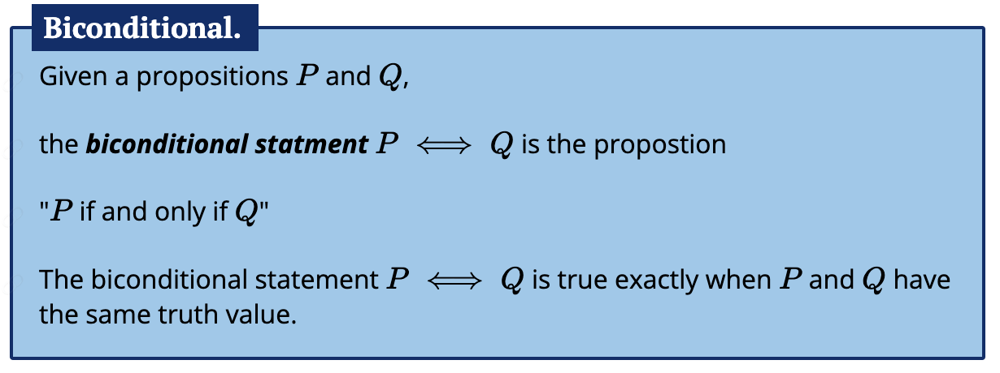 Biconditional.
Given a propositions P and Q,
the biconditional statment P ⟺ Q is the propostion
"P if and only if Q"
The biconditional statement P ⟺ Q is true exactly when P and Q have
the same truth value.